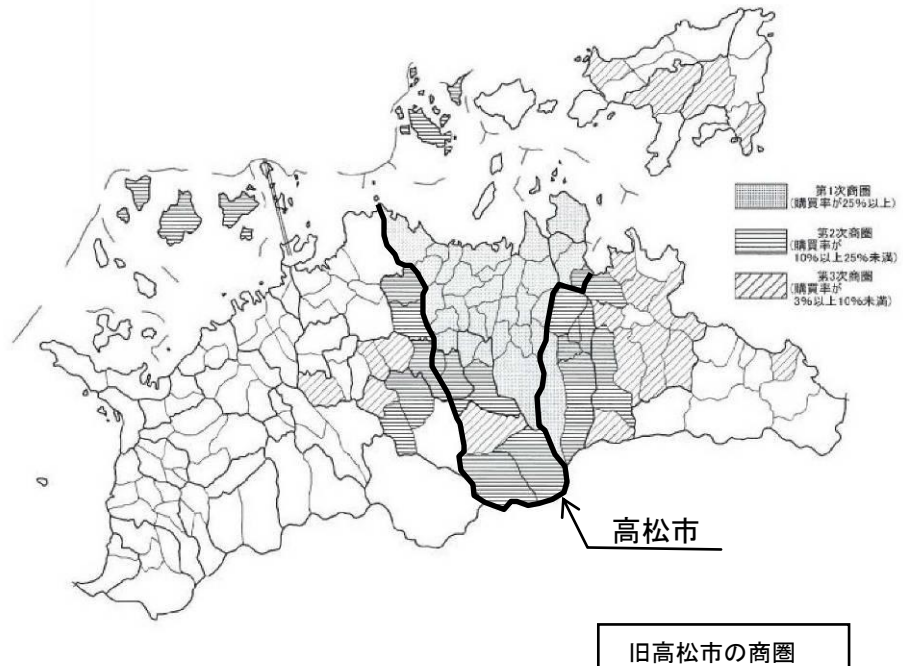 第1次商圏
(購買率が25%以上)
第2次商圏
(購買率が
10%以上25%未満)
第3次商圏
(購買率が
3%以上10%未満)
高松市
旧高松市の商圏